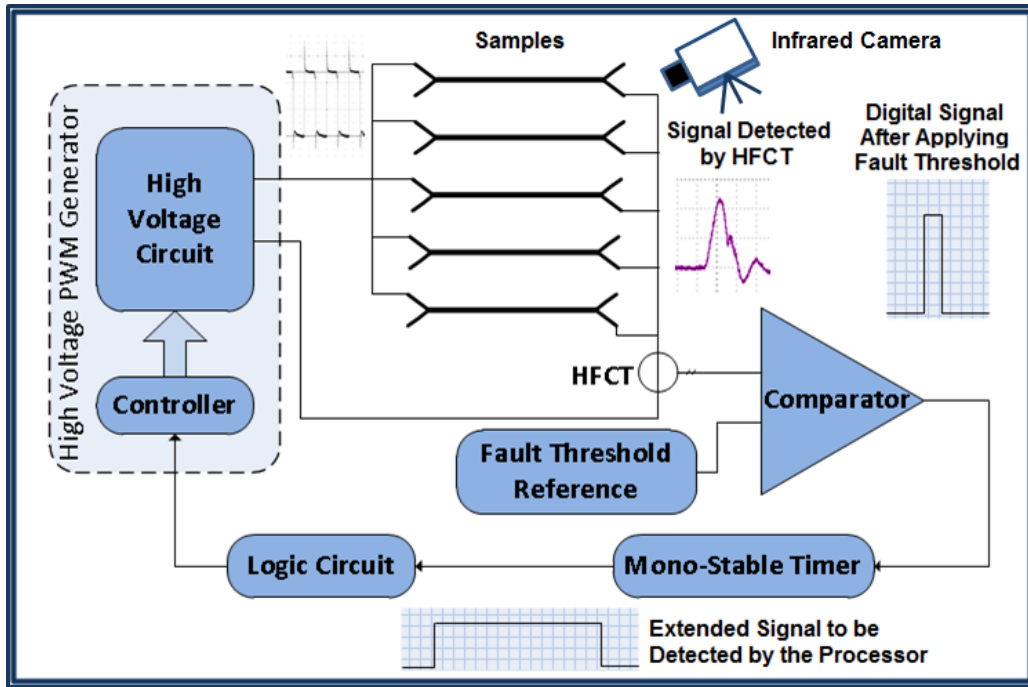 Samples
Infrared Camera
Signal Detected
by HFCT
Digital Signal
After Applying
Fault Threshold
High Voltage PWM Generator
High
Voltage
Circuit
Controller
HFCT
Comparator
Fault Threshold
Reference
Logic Circuit
Mono-Stable Timer
Extended Signal to be
Detected by the Processor